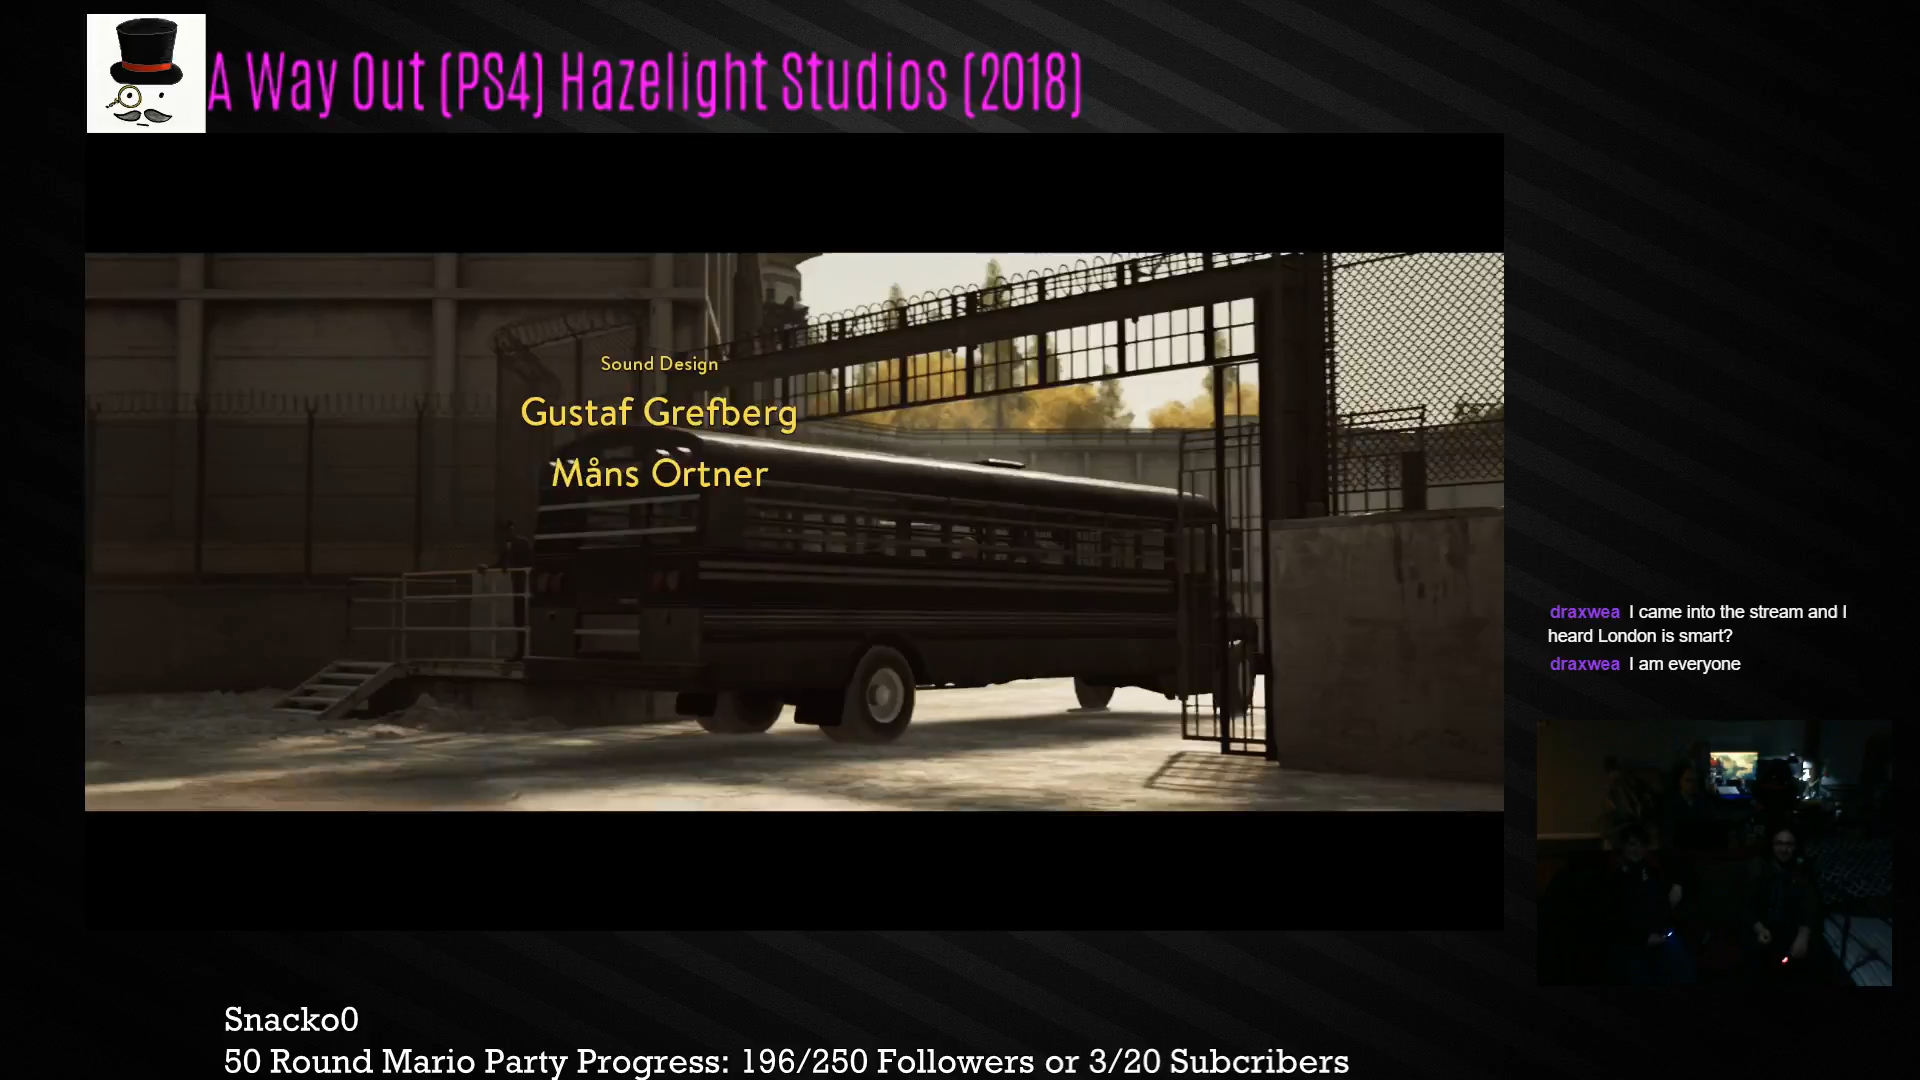 A Way Out (PS4) Hazelight Studios (2018)
Sound Design
Gustaf Grefberg
Måns Ortner
draxwea I came into the stream and I
heard London is smart?
draxwea I am everyone
Snacko0
50 Round Mario Party Progress: 196/250 Followers or 3/20 Subcribers